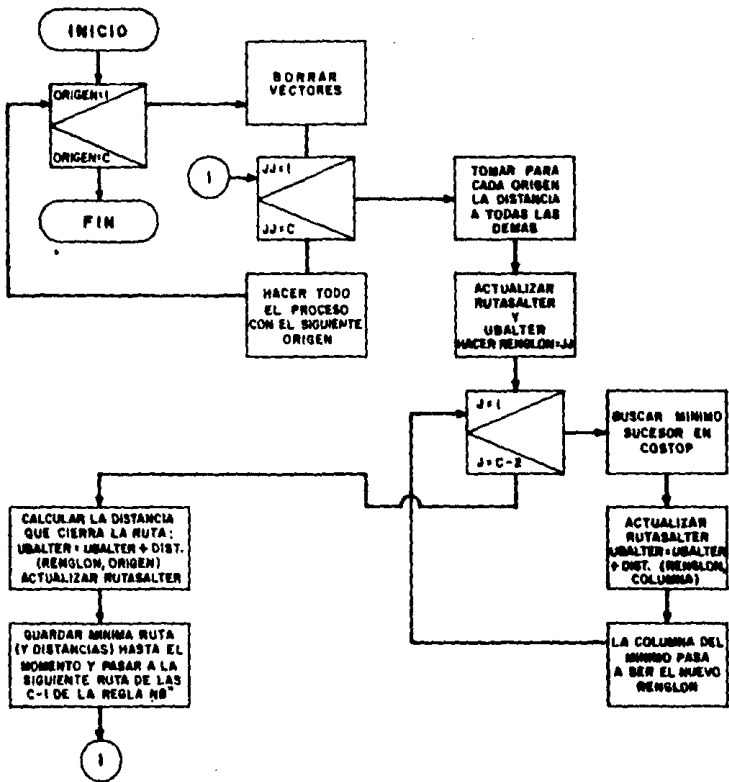 INICIO
ORIGEN=1
ORIGEN=C
FIN
BORRAR
VECTORES
1
JJ=1
JJ=C
HACER TODO
EL PROCESO
CON EL SIGUIENTE
ORIGEN
TOMAR PARA
CADA ORIGEN
LA DISTANCIA
A TODAS LAS
DEMAS
ACTUALIZAR
RUTASALTER
Y
UBALTER
HACER RENGLON=JJ
J=1
J=C-2
BUSCAR MINIMO
SUCESOR EN
COSTOP
ACTUALIZAR
RUTASALTER
UBALTER=UBALTER
+ DIST. (RENGLON,
COLUMNA)
LA COLUMNA DEL
MINIMO PASA
A SER EL NUEVO
RENGLON
CALCULAR LA DISTANCIA
QUE CIERRA LA RUTA:
UBALTER=UBALTER + DIST.
(RENGLON, ORIGEN)
ACTUALIZAR RUTASALTER
GUARDAR MINIMA RUTA
(Y DISTANCIAS) HASTA EL
MOMENTO Y PASAR A LA
SIGUIENTE RUTA DE LAS
C-1 DE LA REGLA NB"
1